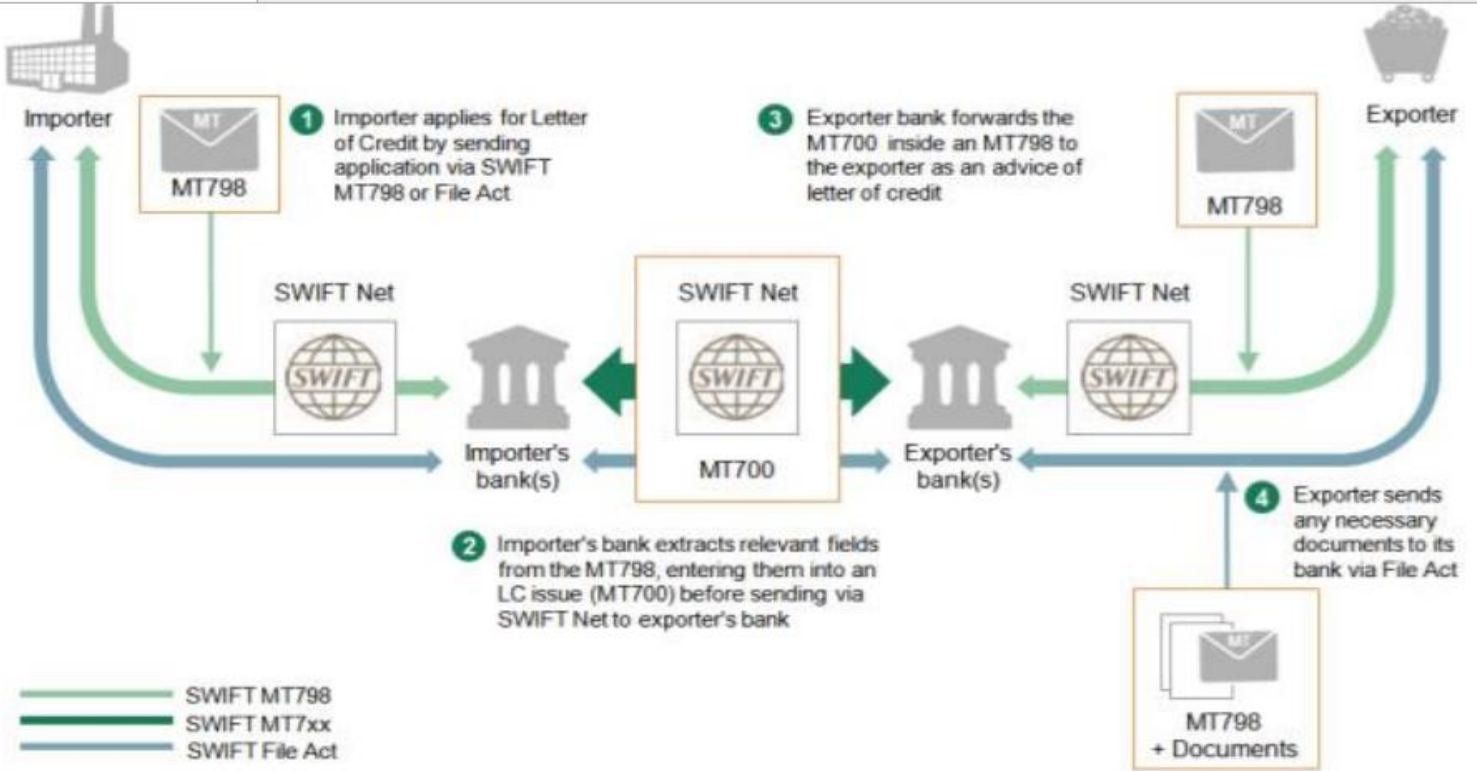 Importer
MT
MT798
1
Importer applies for Letter
of Credit by sending
application via SWIFT
MT798 or File Act
3
Exporter bank forwards the
MT700 inside an MT798 to
the exporter as an advice of
letter of credit
MT
MT798
Exporter
SWIFT Net
SWIFT
Importer's
bank(s)
SWIFT Net
SWIFT
MT700
Exporter's
bank(s)
SWIFT Net
SWIFT
2
Importer's bank extracts relevant fields
from the MT798, entering them into an
LC issue (MT700) before sending via
SWIFT Net to exporter's bank
4
Exporter sends
any necessary
documents to its
bank via File Act
MT
MT798
+ Documents
SWIFT MT798
SWIFT MT7xx
SWIFT File Act